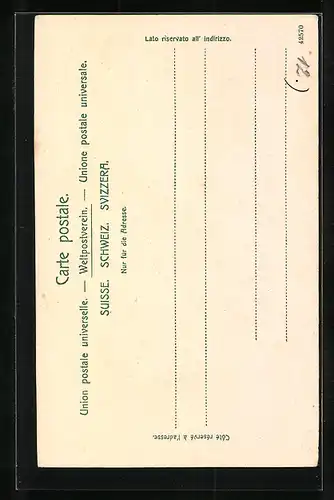 Carte postale.
Union postale universelle. — Weltpostverein. — Unione postale universale.
SUISSE. SCHWEIZ. SVIZZERA.
Nur für die Adresse.
Côté réservé à l'adresse.
Lato riservato all' indirizzo.
42570
12.